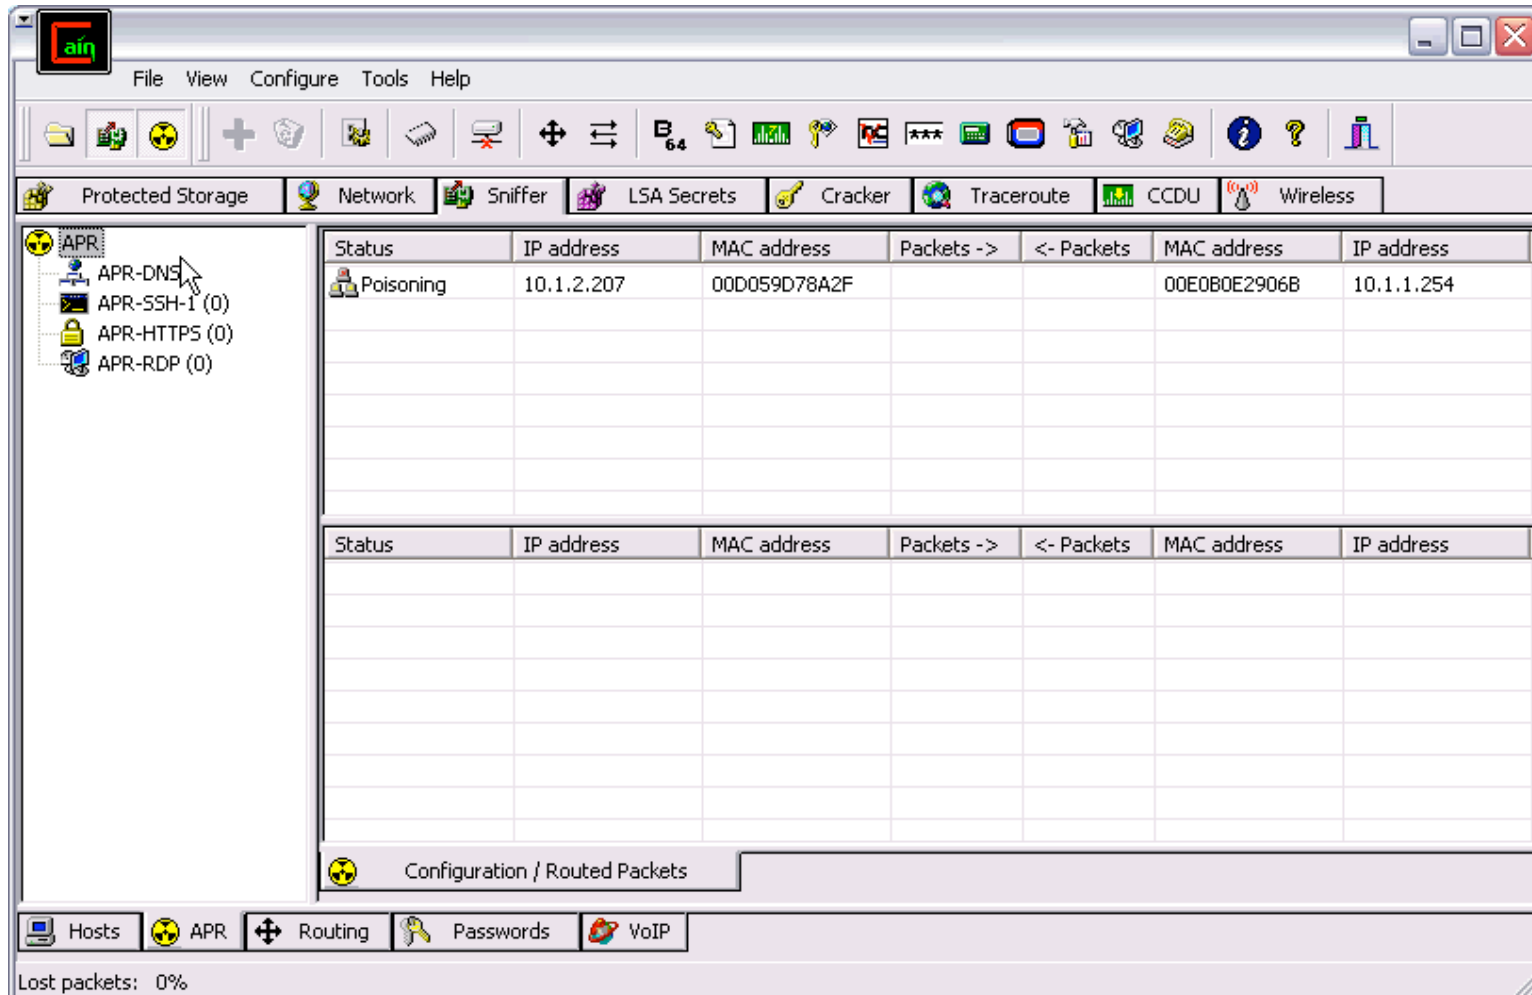 Cain
File View Configure Tools Help
B 64 ***
Protected Storage Network Sniffer LSA Secrets Cracker Traceroute CCDU Wireless
APR
APR-DNS
APR-SSH-1 (0)
APR-HTTPS (0)
APR-RDP (0)
Status IP address MAC address Packets -> <- Packets MAC address IP address
Poisoning 10.1.2.207 00D059D78A2F 00E0B0E2906B 10.1.1.254
Status IP address MAC address Packets -> <- Packets MAC address IP address
Configuration / Routed Packets
Hosts APR Routing Passwords VoIP
Lost packets: 0%